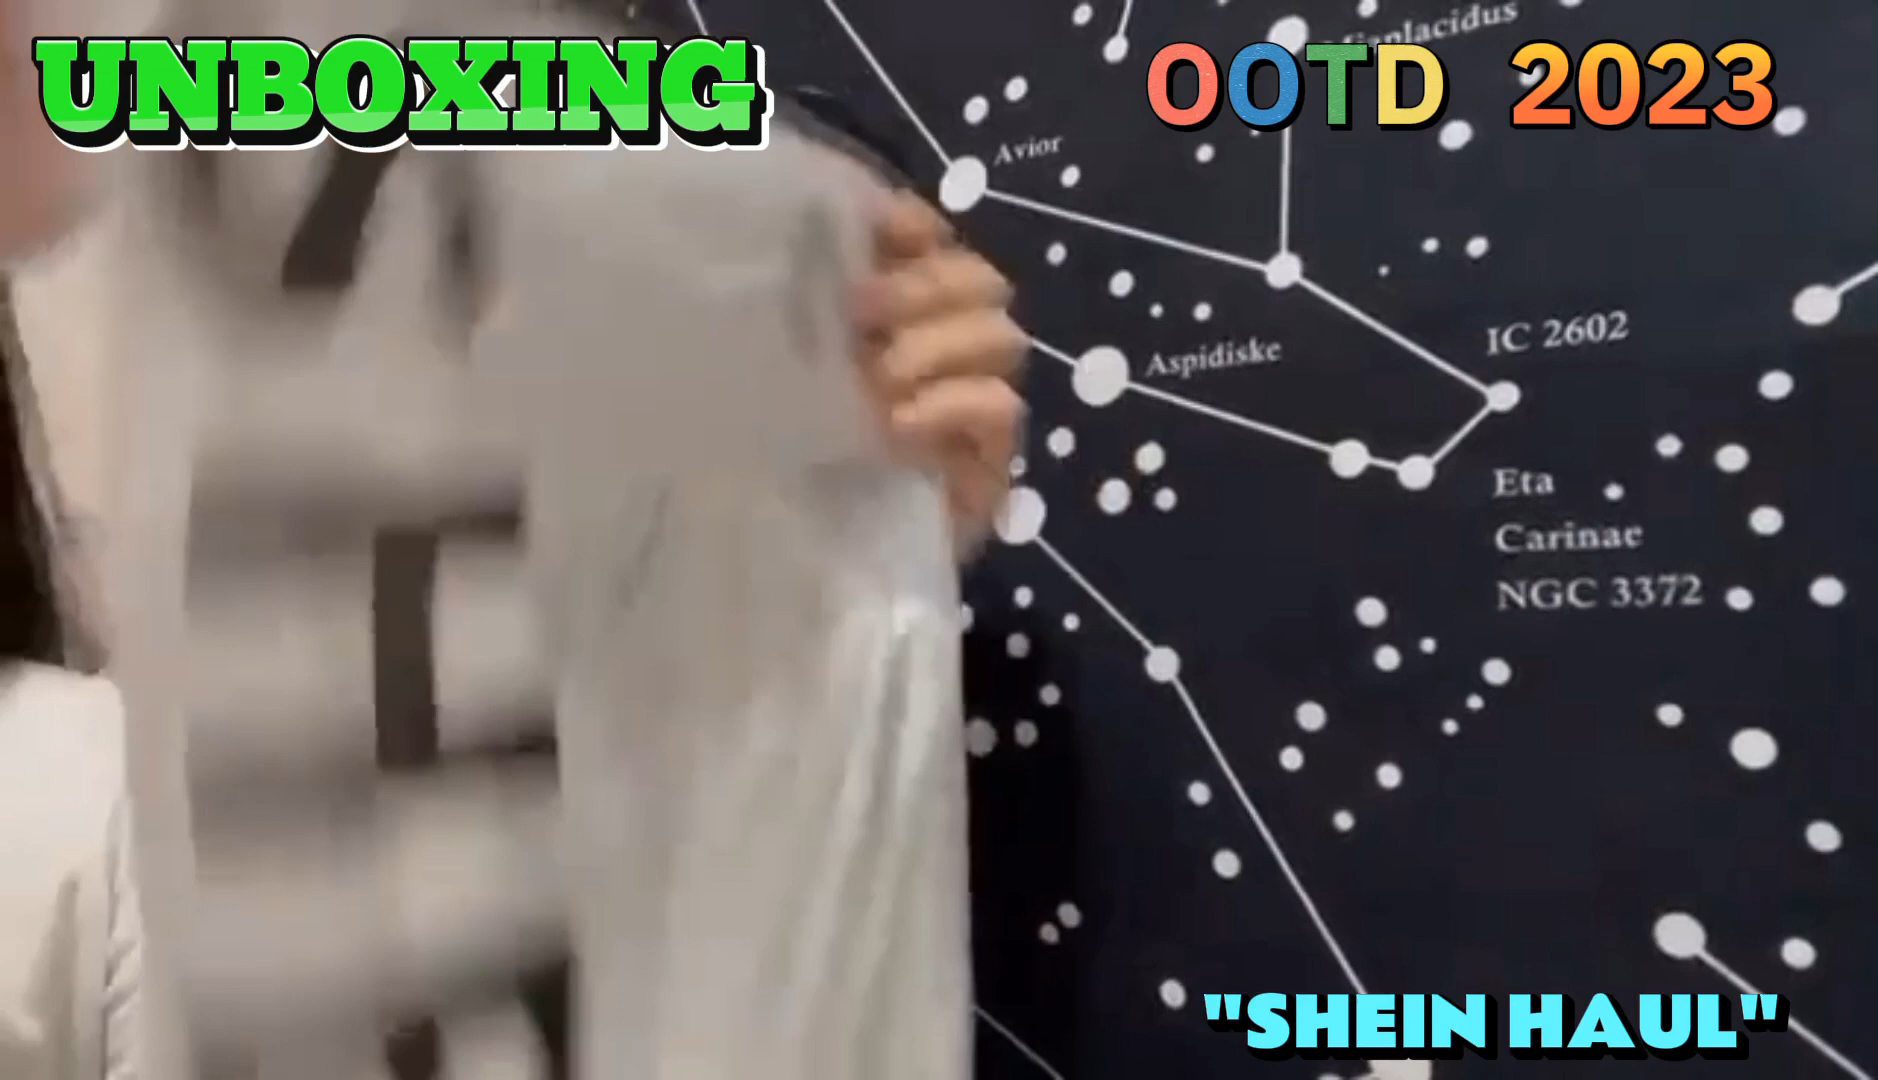 UNBOXING
OOTD 2023
Avior
Aspidiske
IC 2602
Eta
Carinae
NGC 3372
"SHEIN HAUL"